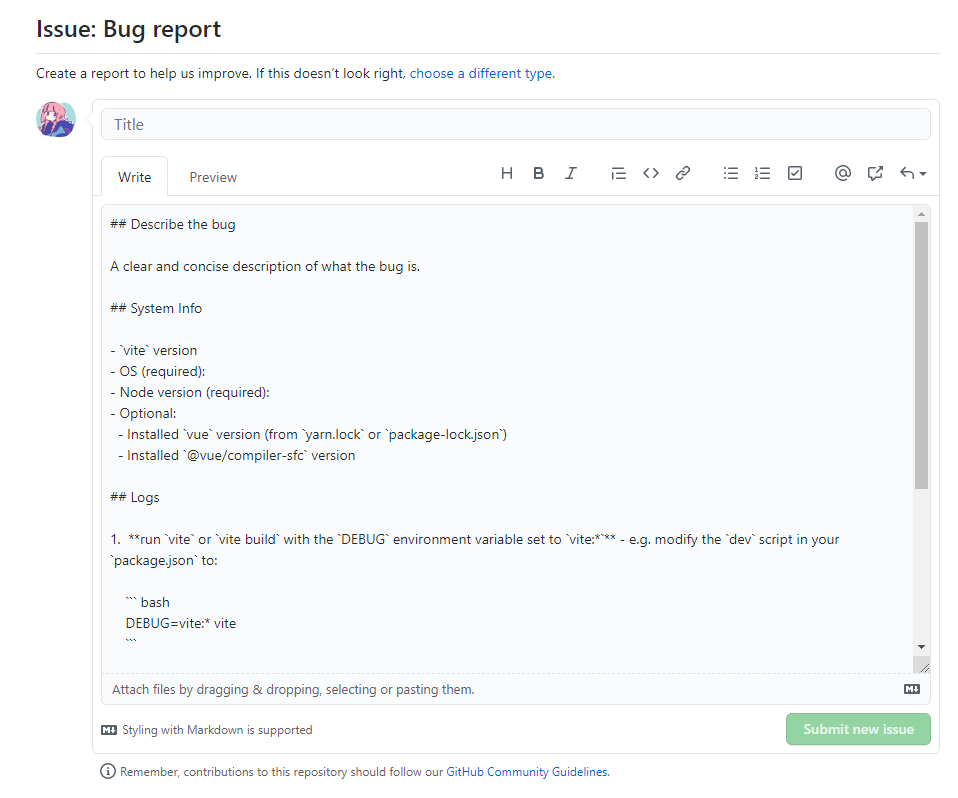 Issue: Bug report
Create a report to help us improve. If this doesn’t look right, choose a different type.
Title
Write Preview
## Describe the bug
A clear and concise description of what the bug is.
## System Info
- `vite` version
- OS (required):
- Node version (required):
- Optional:
- Installed `vue` version (from `yarn.lock` or `package-lock.json`)
- Installed `@vue/compiler-sfc` version
## Logs
1. **run `vite` or `vite build` with the `DEBUG` environment variable set to `vite:*`** - e.g. modify the `dev` script in your
`package.json` to:
``` bash
DEBUG=vite:* vite
```
Attach files by dragging & dropping, selecting or pasting them.
Styling with Markdown is supported
Submit new issue
Remember, contributions to this repository should follow our GitHub Community Guidelines.